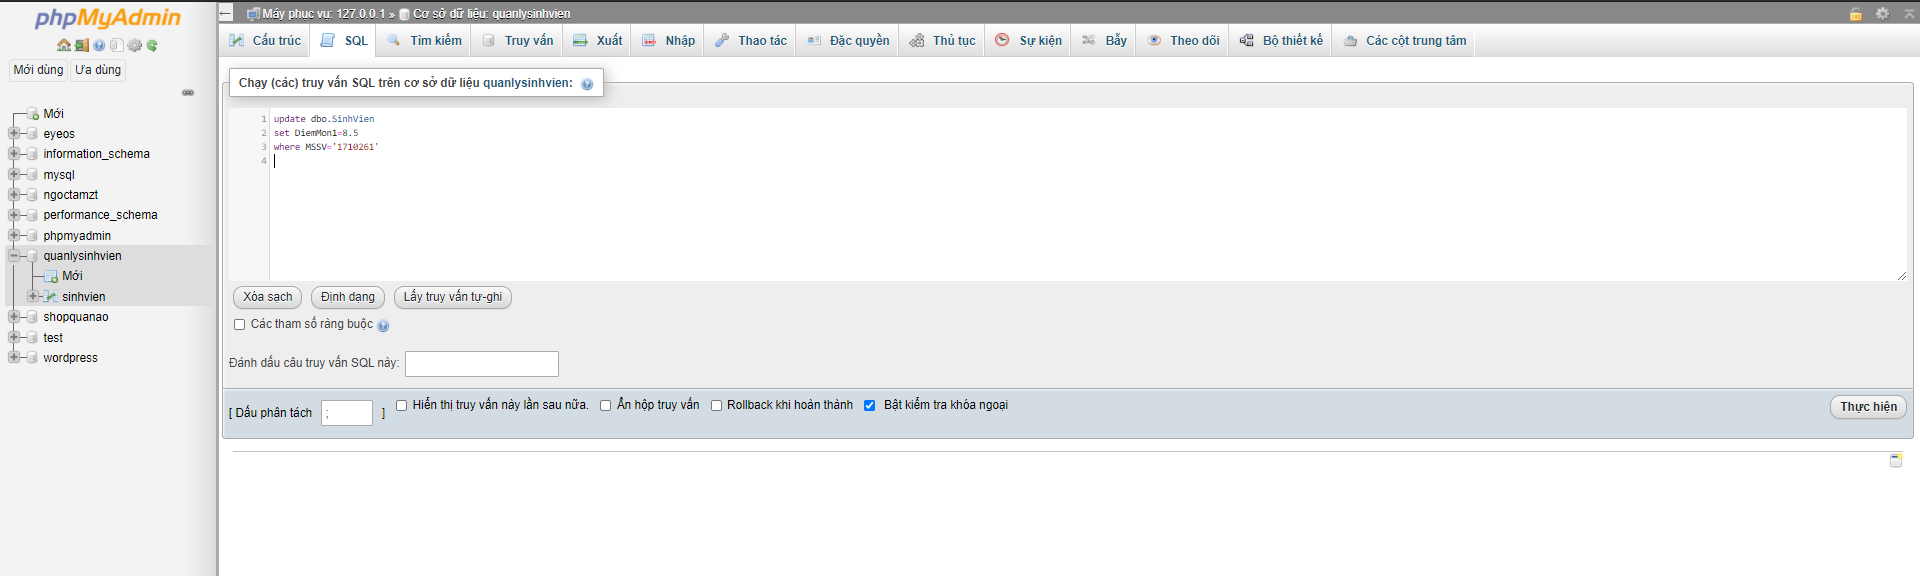 phpMyAdmin
Mới dùng Ưa dùng
Mới
eyeos
information_schema
mysql
ngoctamzt
performance_schema
phpmyadmin
quanlysinhvien
Mới
sinhvien
shopquanao
test
wordpress
Máy phục vụ: 127.0.0.1 » Cơ sở dữ liệu: quanlysinhvien
Cấu trúc SQL Tìm kiếm Truy vấn Xuất Nhập Thao tác Đặc quyền Thủ tục Sự kiện Bẫy Theo dõi Bộ thiết kế Các cột trung tâm
Chạy (các) truy vấn SQL trên cơ sở dữ liệu quanlysinhvien:
1 update dbo.SinhVien
2 set DiemMon1=8.5
3 where MSSV='1710261'
4
Xóa sạch Định dạng Lấy truy vấn tự-ghi
Các tham số ràng buộc
Đánh dấu câu truy vấn SQL này:
[ Dấu phân tách ; ] Hiển thị truy vấn này lần sau nữa. Ẩn hộp truy vấn Rollback khi hoàn thành Bật kiểm tra khóa ngoại Thực hiện